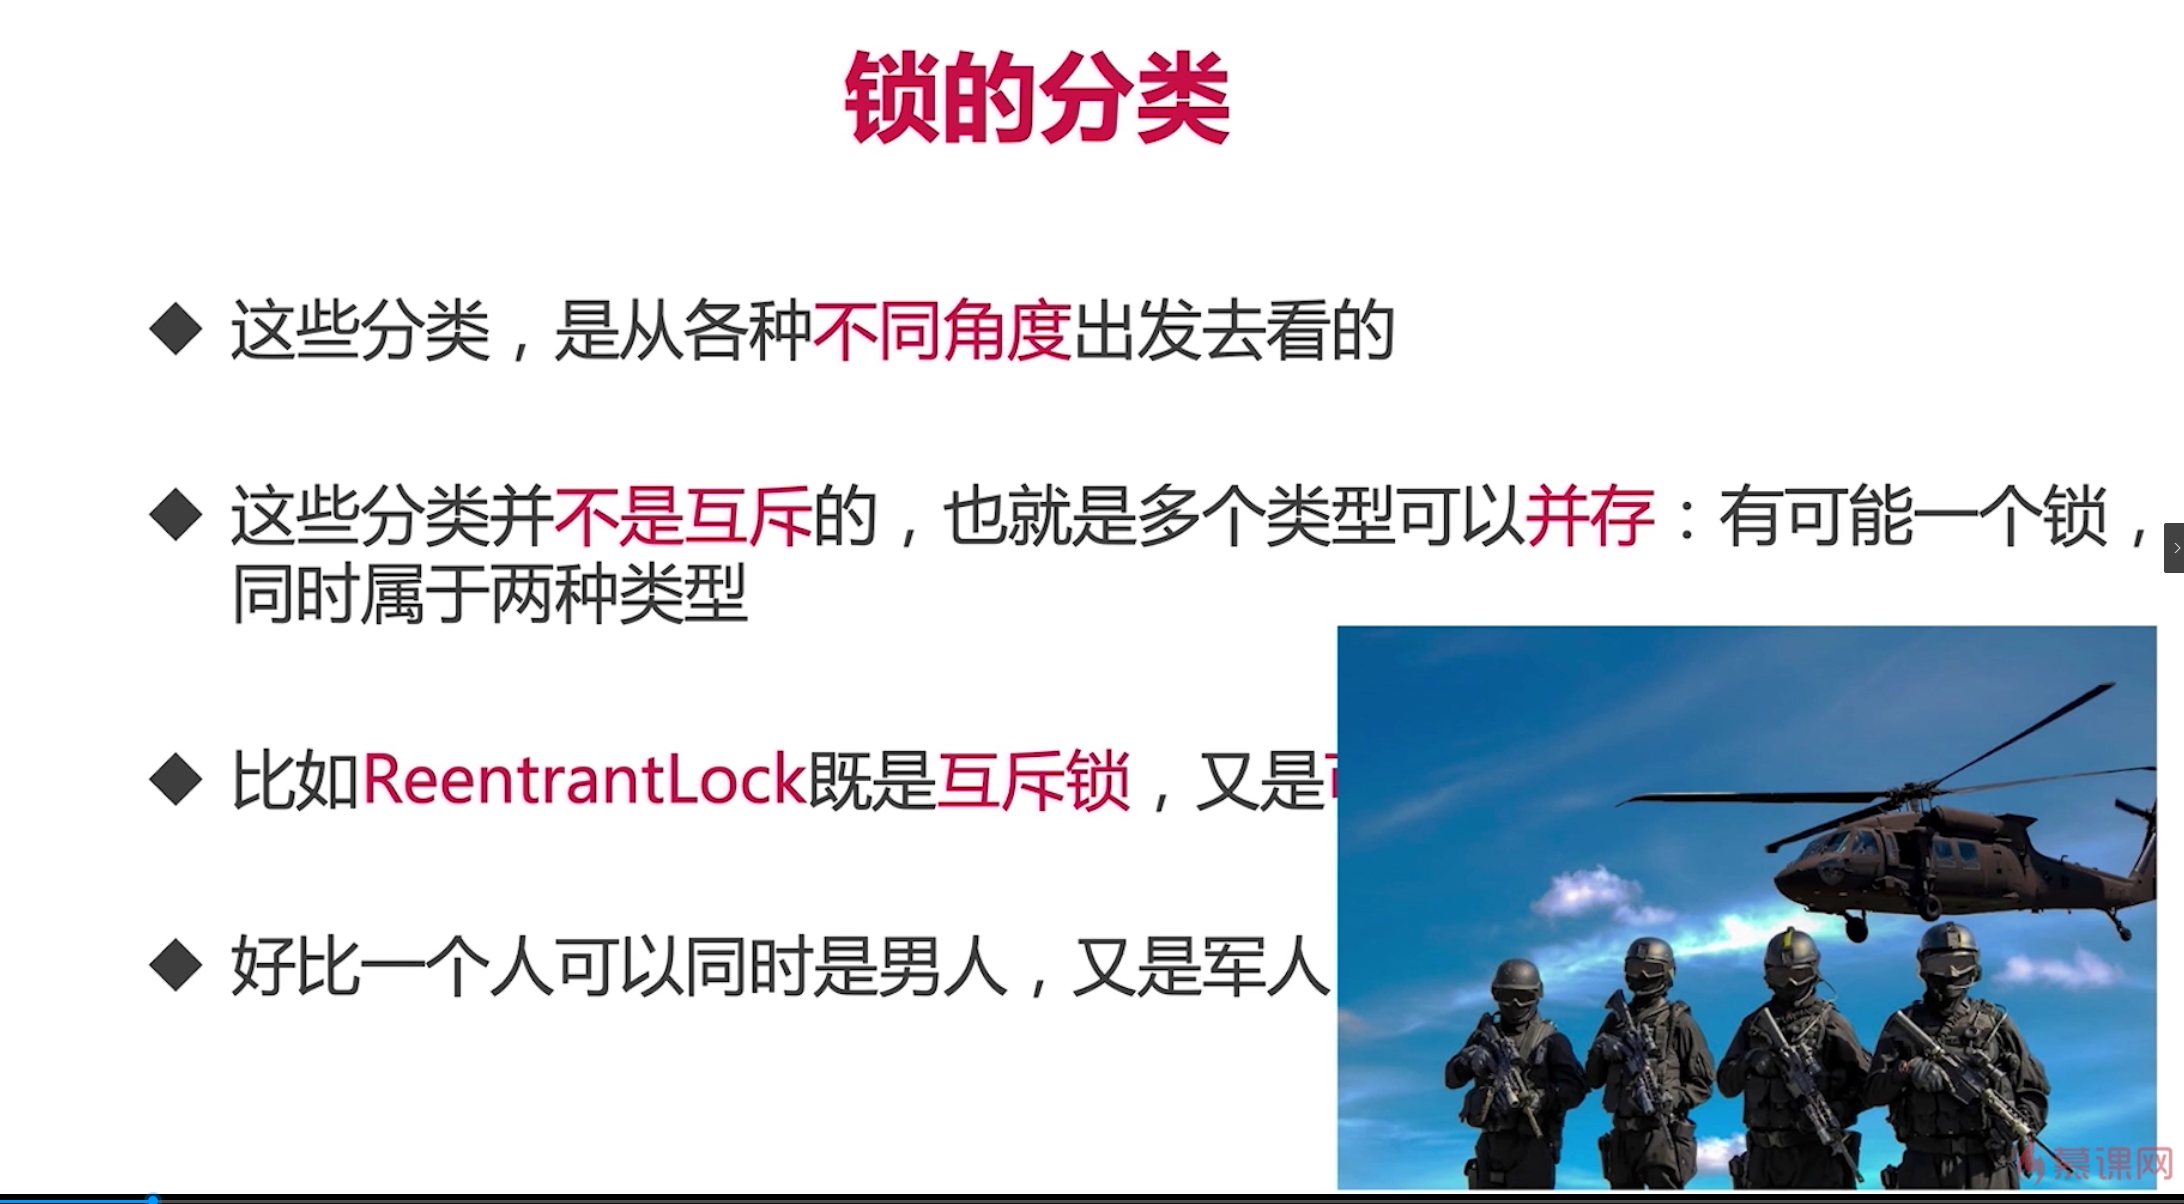 锁的分类
这些分类，是从各种不同角度出发去看的
这些分类并不是互斥的，也就是多个类型可以并存：有可能一个锁，
同时属于两种类型
比如ReentrantLock既是互斥锁，又是
好比一个人可以同时是男人，又是军人
慕课网